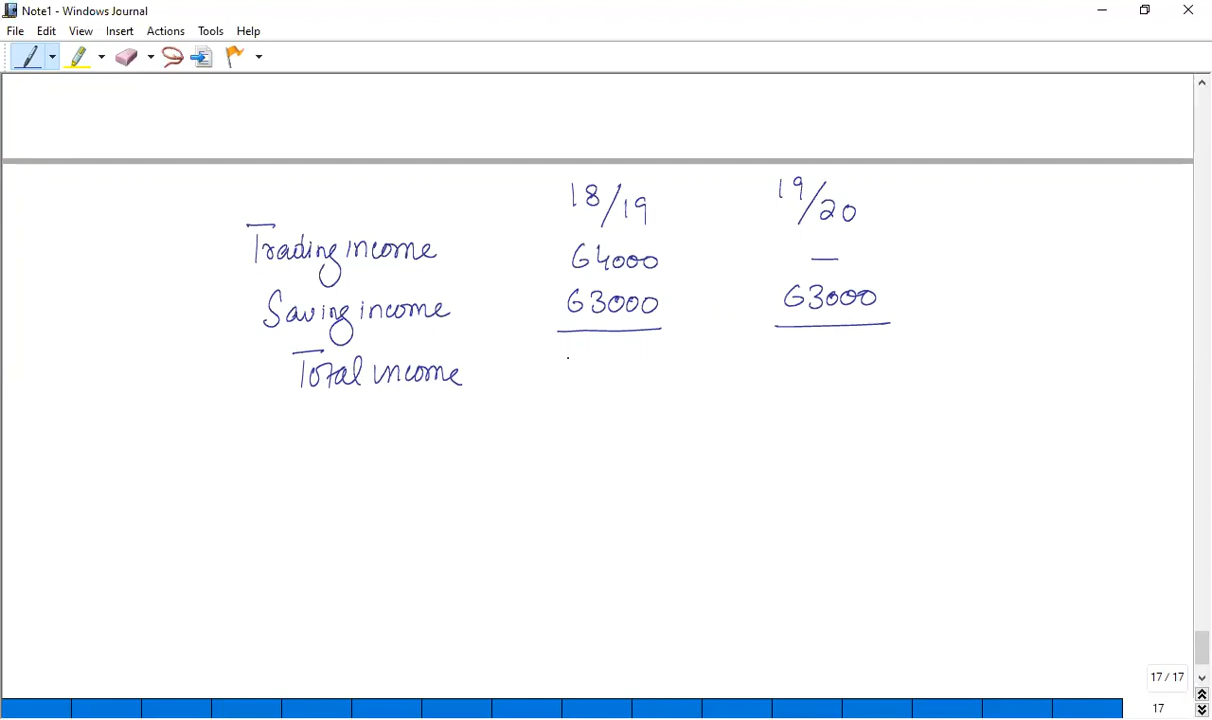 Note1 - Windows Journal
File Edit View Insert Actions Tools Help
18/19 19/20
Trading income 64000 —
Saving income 63000 63000
Total income
17 / 17
17